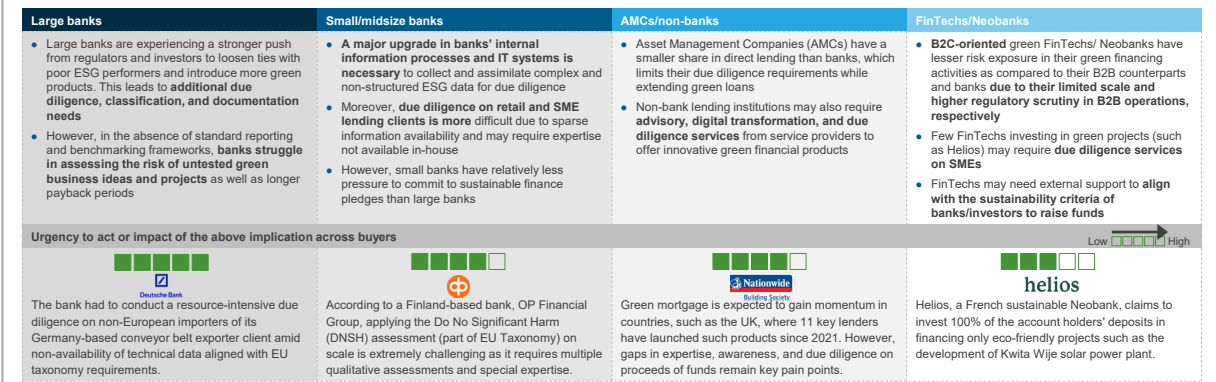 Large banks
Large banks are experiencing a stronger push
from regulators and investors to loosen ties with
poor ESG performers and introduce more green
products. This leads to additional due
diligence, classification, and documentation
needs
However, in the absence of standard reporting
and benchmarking frameworks, banks struggle
in assessing the risk of untested green
business ideas and projects as well as longer
payback periods
Small/midsize banks
A major upgrade in banks' internal
information processes and IT systems is
necessary to collect and assimilate complex and
non-structured ESG data for due diligence
Moreover, due diligence on retail and SME
lending clients is more difficult due to sparse
information availability and may require expertise
not available in-house
However, small banks have relatively less
pressure to commit to sustainable finance
pledges than large banks
AMCs/non-banks
Asset Management Companies (AMCs) have a
smaller share in direct lending than banks, which
limits their due diligence requirements while
extending green loans
Non-bank lending institutions may also require
advisory, digital transformation, and due
diligence services from service providers to
offer innovative green financial products
FinTechs/Neobanks
B2C-oriented green FinTechs/ Neobanks have
lesser risk exposure in their green financing
activities as compared to their B2B counterparts
and banks due to their limited scale and
higher regulatory scrutiny in B2B operations,
respectively
Few FinTechs investing in green projects (such
as Helios) may require due diligence services
on SMEs
FinTechs may need external support to align
with the sustainability criteria of
banks/investors to raise funds
Urgency to act or impact of the above implication across buyers
Low High
Deutsche Bank
The bank had to conduct a resource-intensive due
diligence on non-European importers of its
Germany-based conveyor belt exporter client amid
non-availability of technical data aligned with EU
taxonomy requirements.
According to a Finland-based bank, OP Financial
Group, applying the Do No Significant Harm
(DNSH) assessment (part of EU Taxonomy) on
scale is extremely challenging as it requires multiple
qualitative assessments and special expertise.
Nationwide
Building Society
Green mortgage is expected to gain momentum in
countries, such as the UK, where 11 key lenders
have launched such products since 2021. However,
gaps in expertise, awareness, and due diligence on
proceeds of funds remain key pain points.
helios
Helios, a French sustainable Neobank, claims to
invest 100% of the account holders' deposits in
financing only eco-friendly projects such as the
development of Kwita Wije solar power plant.